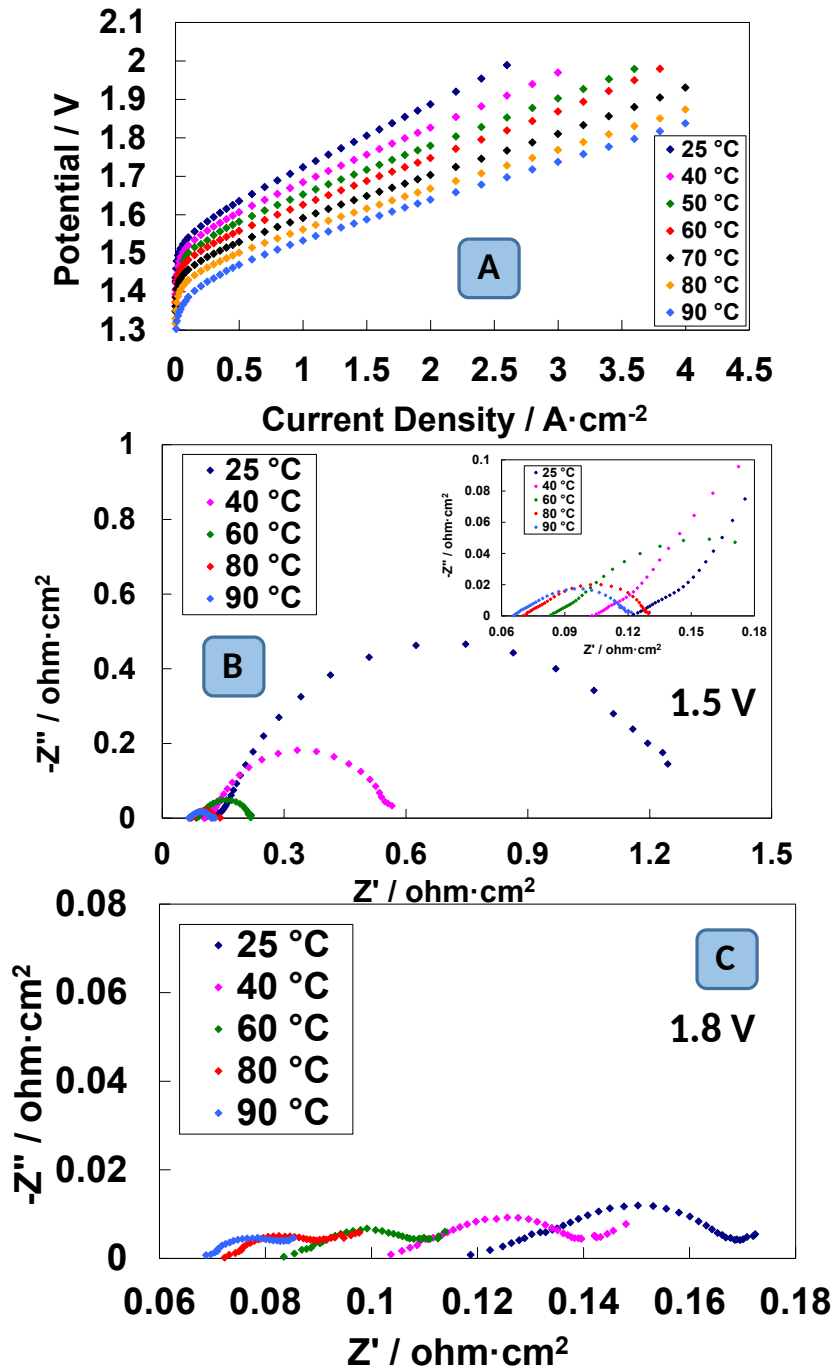 2.1
2
1.9
1.8
1.7
1.6
1.5
1.4
1.3
Potential / V
0 0.5 1 1.5 2 2.5 3 3.5 4 4.5
Current Density / A·cm-2
A
25 °C
40 °C
50 °C
60 °C
70 °C
80 °C
90 °C
1
0.8
0.6
0.4
0.2
0
-Z'' / ohm·cm2
25 °C
40 °C
60 °C
80 °C
90 °C
B
0.1
0.08
0.06
0.04
0.02
0
-Z'' / ohm·cm2
25 °C
40 °C
60 °C
80 °C
90 °C
0.06 0.09 0.12 0.15 0.18
Z' / ohm·cm2
1.5 V
0 0.3 0.6 0.9 1.2 1.5
Z' / ohm·cm2
0.08
0.06
0.04
0.02
0
-Z'' / ohm·cm2
25 °C
40 °C
60 °C
80 °C
90 °C
C
1.8 V
0.06 0.08 0.1 0.12 0.14 0.16 0.18
Z' / ohm·cm2